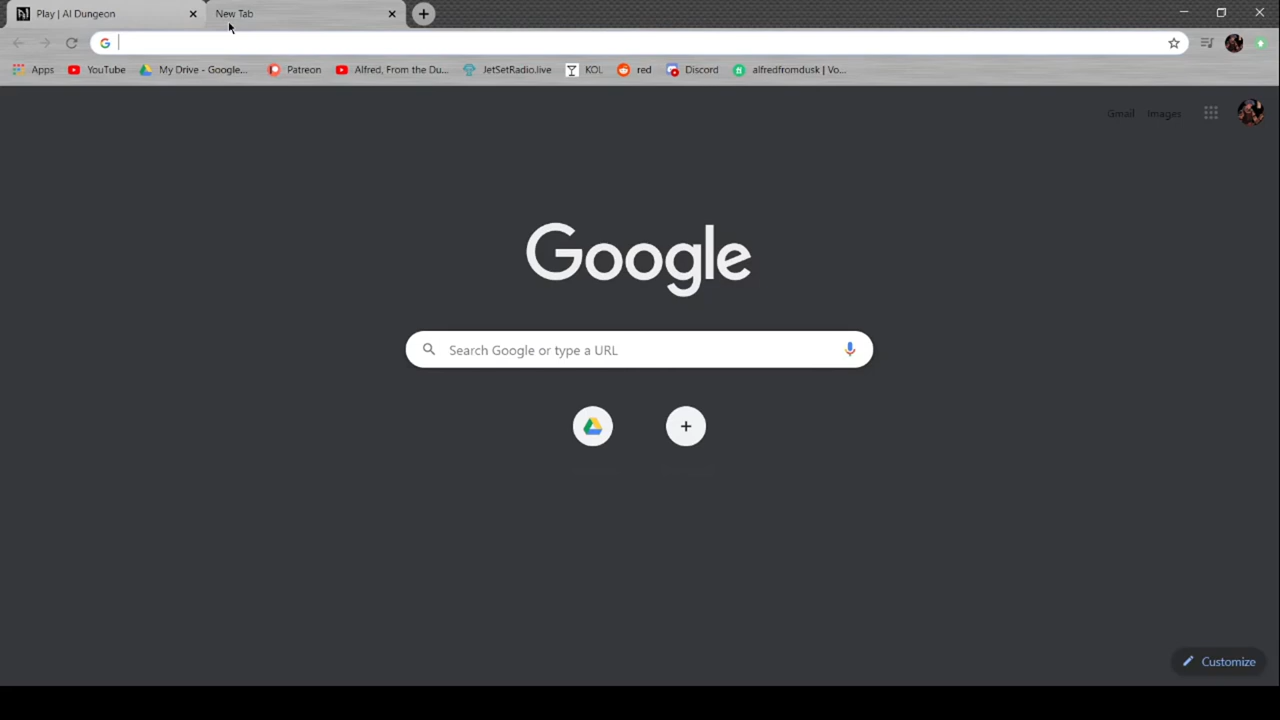 Play | AI Dungeon
New Tab
Apps YouTube My Drive - Google... Patreon Alfred, From the Du... JetSetRadio.live KOL red Discord alfredfromdusk | Vo...
Gmail Images
Google
Search Google or type a URL
Customize